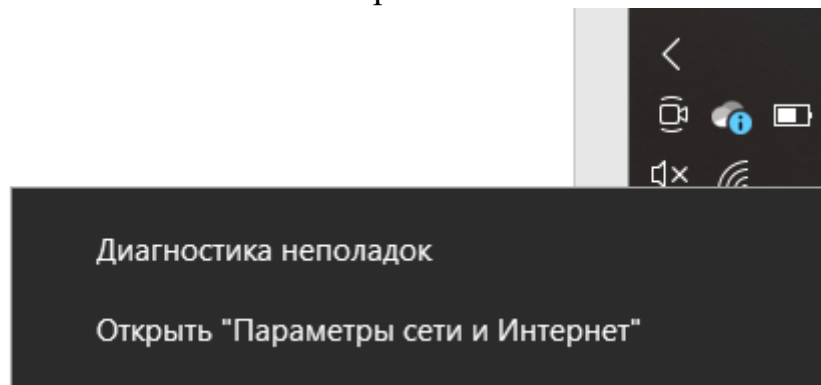 Диагностика неполадок
Открыть "Параметры сети и Интернет"